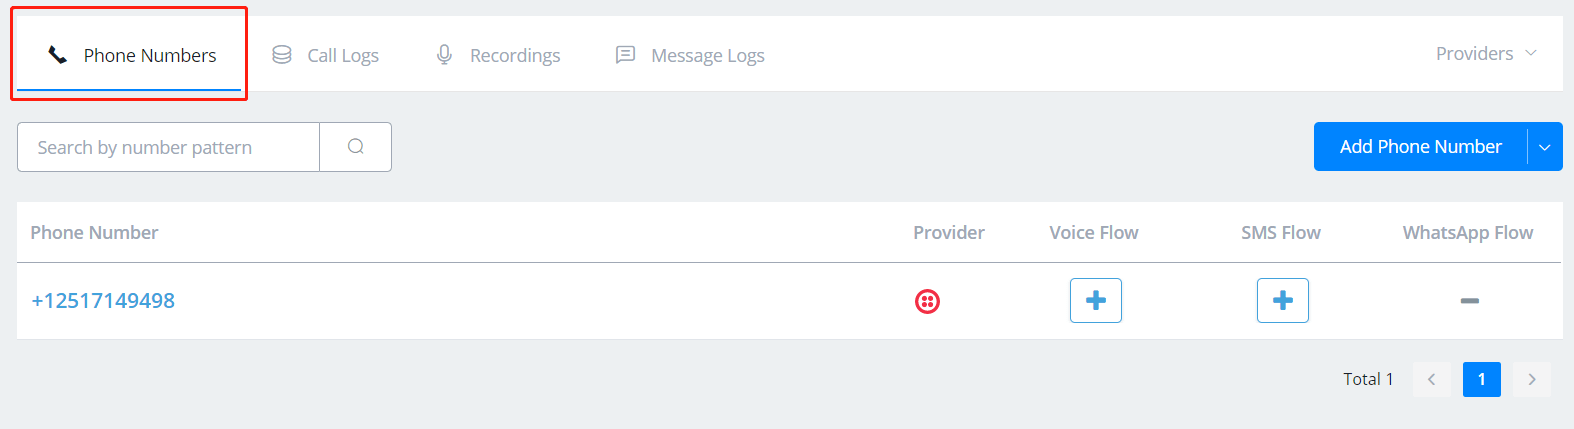 Phone Numbers Call Logs Recordings Message Logs Providers
Search by number pattern Add Phone Number
Phone Number Provider Voice Flow SMS Flow WhatsApp Flow
+12517149498
Total 1 1